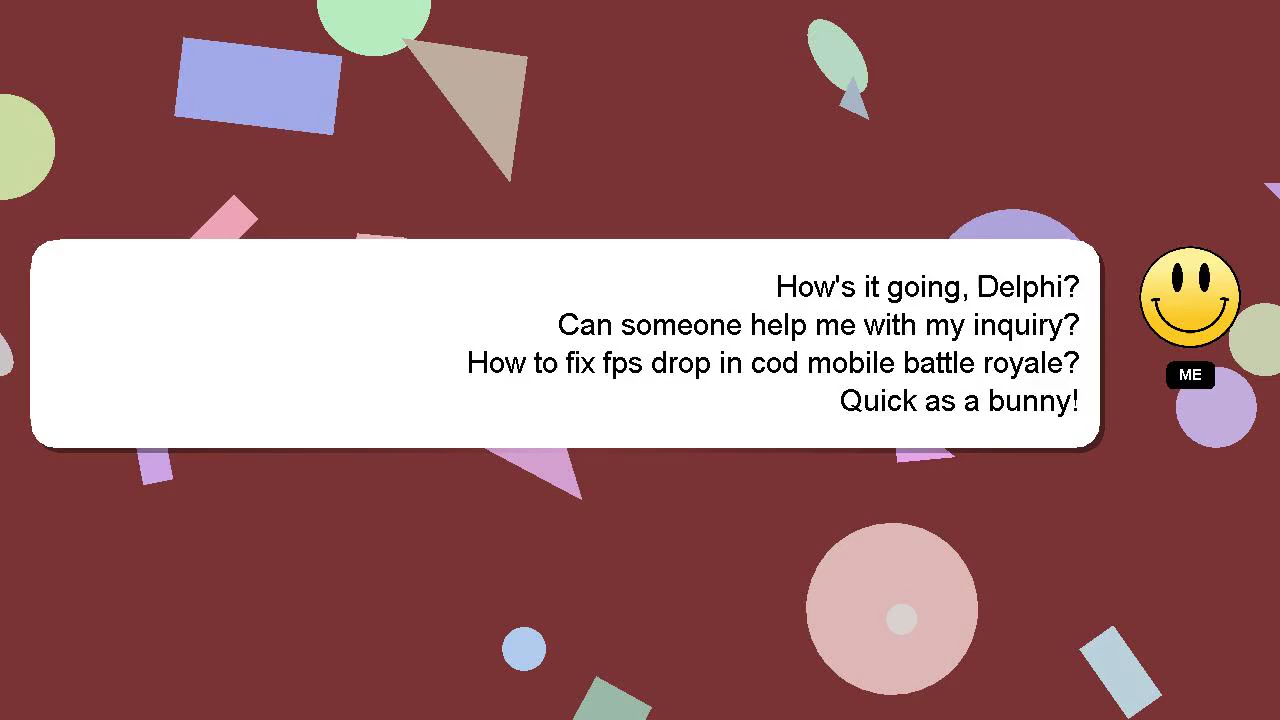 How's it going, Delphi?
Can someone help me with my inquiry?
How to fix fps drop in cod mobile battle royale?
Quick as a bunny!
ME